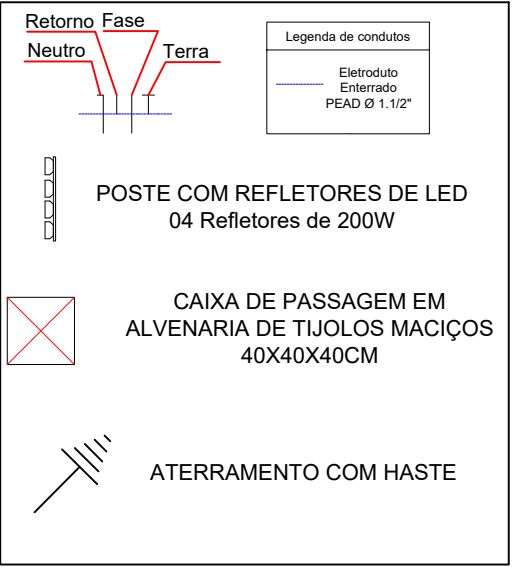 Retorno Fase
Neutro Terra
Legenda de condutos
Eletroduto
Enterrado
PEAD Ø 1.1/2"
POSTE COM REFLETORES DE LED
04 Refletores de 200W
CAIXA DE PASSAGEM EM
ALVENARIA DE TIJOLOS MACIÇOS
40X40X40CM
ATERRAMENTO COM HASTE